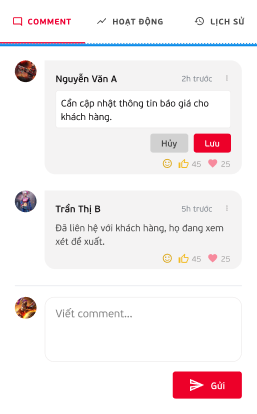 COMMENT
HOẠT ĐỘNG
LỊCH SỬ
Nguyễn Văn A
2h trước
Cần cập nhật thông tin báo giá cho
khách hàng.
Hủy
Lưu
45
25
Trần Thị B
5h trước
Đã liên hệ với khách hàng, họ đang xem
xét đề xuất.
45
25
Viết comment...
Gửi